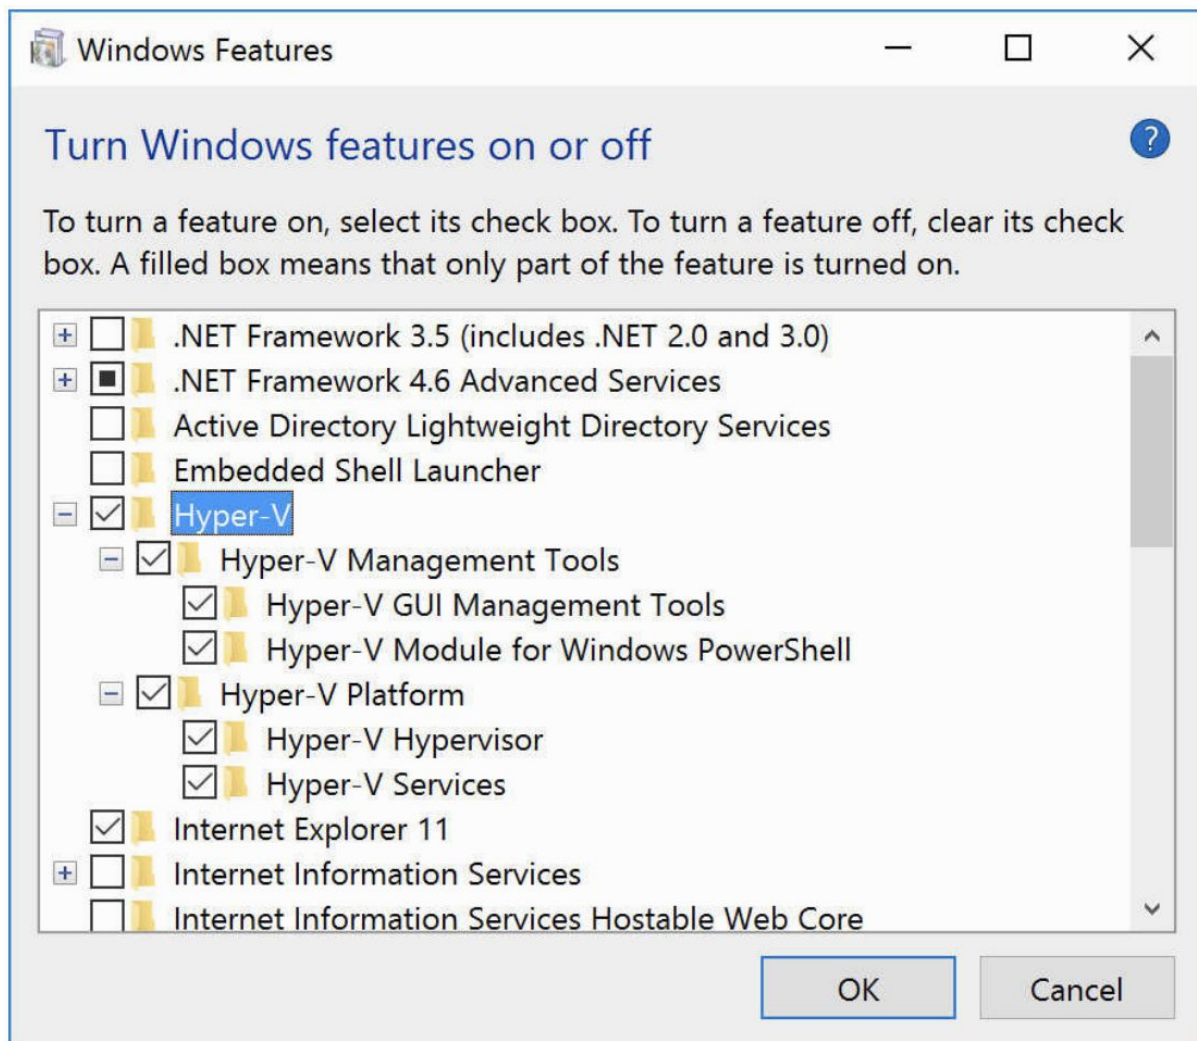 Windows Features
Turn Windows features on or off
?
To turn a feature on, select its check box. To turn a feature off, clear its check
box. A filled box means that only part of the feature is turned on.
.NET Framework 3.5 (includes .NET 2.0 and 3.0)
.NET Framework 4.6 Advanced Services
Active Directory Lightweight Directory Services
Embedded Shell Launcher
Hyper-V
Hyper-V Management Tools
Hyper-V GUI Management Tools
Hyper-V Module for Windows PowerShell
Hyper-V Platform
Hyper-V Hypervisor
Hyper-V Services
Internet Explorer 11
Internet Information Services
Internet Information Services Hostable Web Core
OK
Cancel